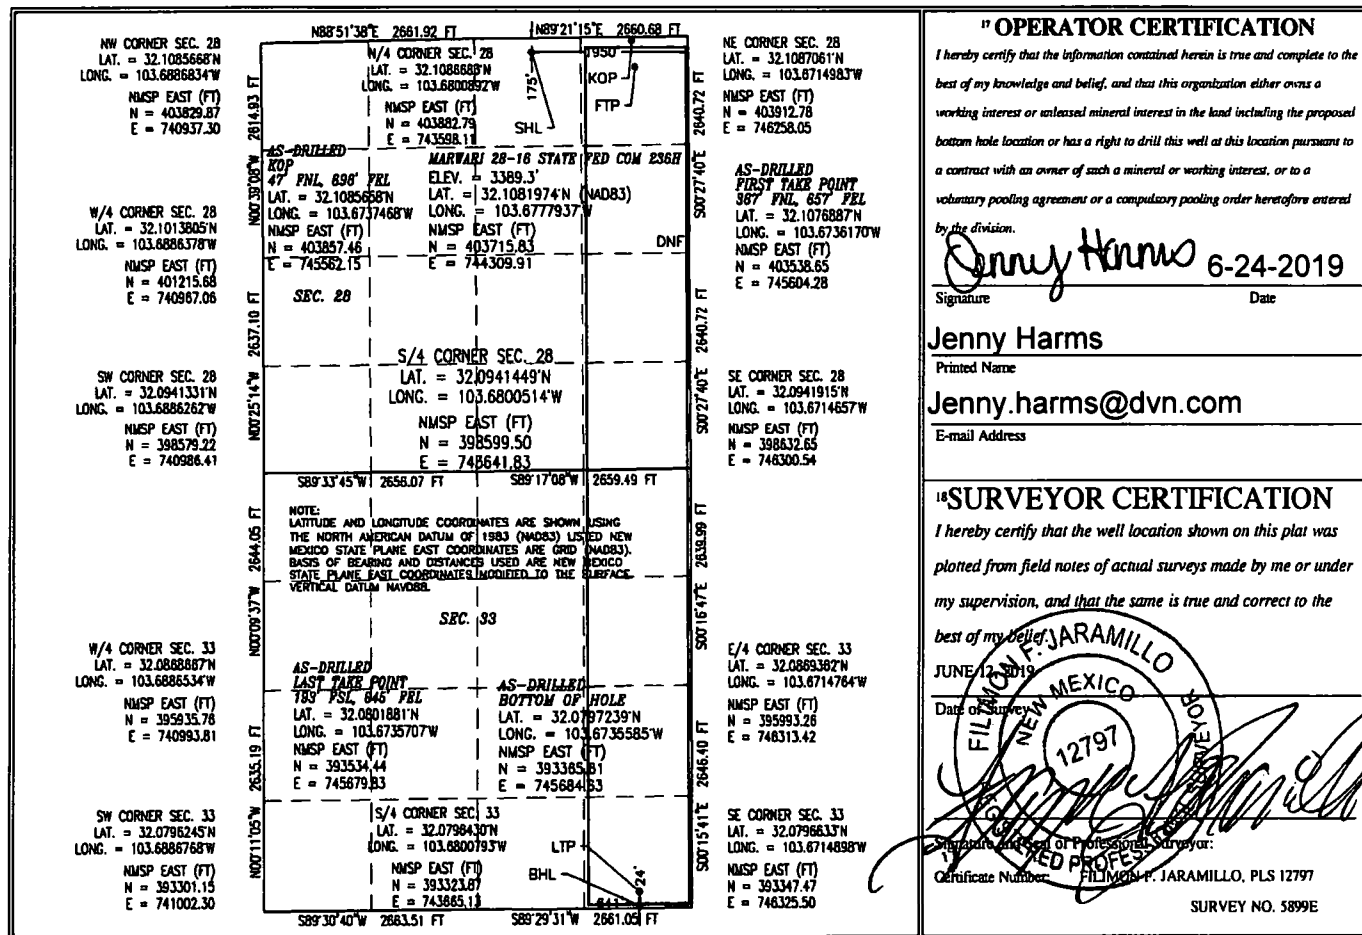 N88°51'38"E 2661.92 FT
N89°21'15"E 2660.68 FT
NW CORNER SEC. 28
LAT. = 32.1085668'N
LONG. = 103.6886834'W
NMSP EAST (FT)
N = 403829.87
E = 740937.30
N/4 CORNER SEC. 28
LAT. = 32.1086688'N
LONG. = 103.6800892'W
NMSP EAST (FT)
N = 403882.79
E = 743598.11
1950'
175'
KOP
FTP
SHL
NE CORNER SEC. 28
LAT. = 32.1087061'N
LONG. = 103.6714983'W
NMSP EAST (FT)
N = 403912.78
E = 746258.05
N00°39'08"W 2614.93 FT
S00°27'40"E 2640.72 FT
AS-DRILLED
KOP
47' FNL, 698' FEL
LAT. = 32.1085658'N
LONG. = 103.6737468'W
NMSP EAST (FT)
N = 403857.46
E = 745562.15
MARWARI 28-16 STATE FED COM 236H
ELEV. = 3389.3'
LAT. = 32.1081974'N (NAD83)
LONG. = 103.6777937'W
NMSP EAST (FT)
N = 403715.83
E = 744309.91
DNF
AS-DRILLED
FIRST TAKE POINT
367' FNL, 657' FEL
LAT. = 32.1076887'N
LONG. = 103.6736170'W
NMSP EAST (FT)
N = 403538.65
E = 745604.28
W/4 CORNER SEC. 28
LAT. = 32.1013805'N
LONG. = 103.6886378'W
NMSP EAST (FT)
N = 401215.68
E = 740967.06
SEC. 28
N00°25'14"W 2637.10 FT
S00°27'40"E 2640.72 FT
S/4 CORNER SEC. 28
LAT. = 32.0941449'N
LONG. = 103.6800514'W
NMSP EAST (FT)
N = 398599.50
E = 743641.83
SW CORNER SEC. 28
LAT. = 32.0941331'N
LONG. = 103.6886262'W
NMSP EAST (FT)
N = 398579.22
E = 740986.41
SE CORNER SEC. 28
LAT. = 32.0941915'N
LONG. = 103.6714657'W
NMSP EAST (FT)
N = 398632.65
E = 746300.54
S89°33'45"W 2656.07 FT
S89°17'08"W 2659.49 FT
NOTE:
LATITUDE AND LONGITUDE COORDINATES ARE SHOWN USING
THE NORTH AMERICAN DATUM OF 1983 (NAD83) LISTED NEW
MEXICO STATE PLANE EAST COORDINATES ARE GRID (NAD83).
BASIS OF BEARING AND DISTANCES USED ARE NEW MEXICO
STATE PLANE EAST COORDINATES MODIFIED TO THE SURFACE.
VERTICAL DATUM NAVD88.
N00°09'37"W 2644.05 FT
S00°16'47"E 2639.99 FT
SEC. 33
W/4 CORNER SEC. 33
LAT. = 32.0868667'N
LONG. = 103.6886534'W
NMSP EAST (FT)
N = 395935.76
E = 740993.81
E/4 CORNER SEC. 33
LAT. = 32.0869362'N
LONG. = 103.6714764'W
NMSP EAST (FT)
N = 395993.26
E = 746313.42
AS-DRILLED
LAST TAKE POINT
193' FSL, 645' FEL
LAT. = 32.0801881'N
LONG. = 103.6735707'W
NMSP EAST (FT)
N = 393534.44
E = 745679.83
AS-DRILLED
BOTTOM OF HOLE
LAT. = 32.0797239'N
LONG. = 103.6735585'W
NMSP EAST (FT)
N = 393365.61
E = 745684.63
N00°11'05"W 2635.19 FT
S00°15'41"E 2646.40 FT
SW CORNER SEC. 33
LAT. = 32.0796245'N
LONG. = 103.6886768'W
NMSP EAST (FT)
N = 393301.15
E = 741002.30
S/4 CORNER SEC. 33
LAT. = 32.0798430'N
LONG. = 103.6800793'W
NMSP EAST (FT)
N = 393323.87
E = 743665.13
LTP
BHL
24'
641'
SE CORNER SEC. 33
LAT. = 32.0796633'N
LONG. = 103.6714898'W
NMSP EAST (FT)
N = 393347.47
E = 746325.50
S89°30'40"W 2663.51 FT
S89°29'31"W 2661.05 FT
17 OPERATOR CERTIFICATION
I hereby certify that the information contained herein is true and complete to the
best of my knowledge and belief, and that this organization either owns a
working interest or unleased mineral interest in the land including the proposed
bottom hole location or has a right to drill this well at this location pursuant to
a contract with an owner of such a mineral or working interest, or to a
voluntary pooling agreement or a compulsory pooling order heretofore entered
by the division.
Jenny Harms 6-24-2019
Signature Date
Jenny Harms
Printed Name
Jenny.harms@dvn.com
E-mail Address
18 SURVEYOR CERTIFICATION
I hereby certify that the well location shown on this plat was
plotted from field notes of actual surveys made by me or under
my supervision, and that the same is true and correct to the
best of my belief.
JUNE 12, 2019
Date of Survey
FILIMON F. JARAMILLO
NEW MEXICO
12797
REGISTERED PROFESSIONAL SURVEYOR
Signature and Seal of Professional Surveyor:
Certificate Number: FILIMON F. JARAMILLO, PLS 12797
SURVEY NO. 5899E